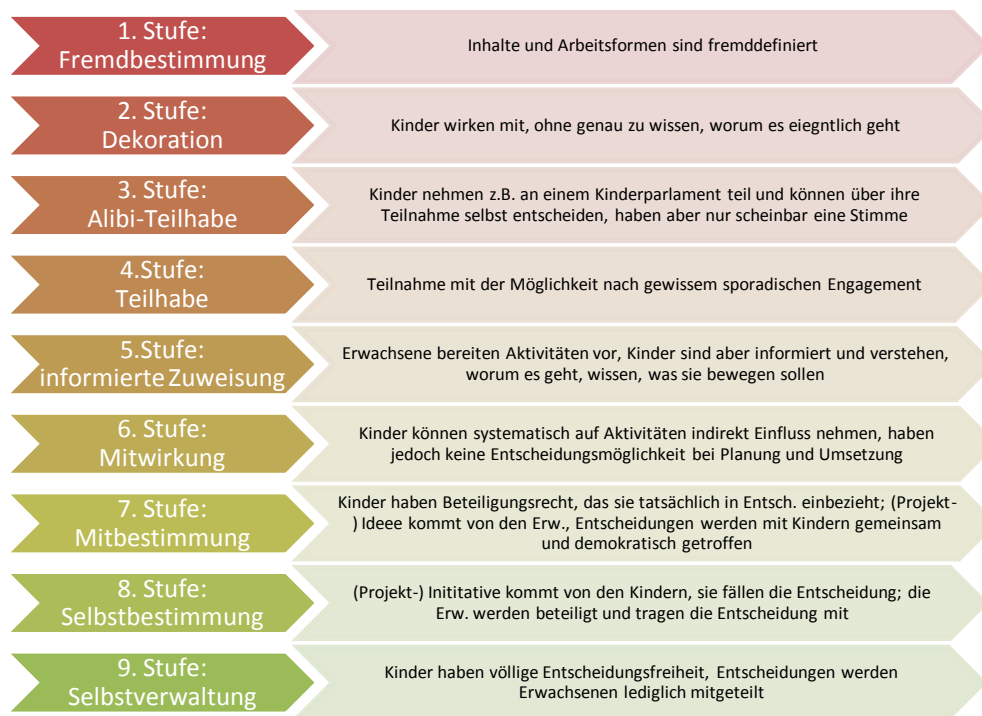 1. Stufe:
Fremdbestimmung
Inhalte und Arbeitsformen sind fremddefiniert
2. Stufe:
Dekoration
Kinder wirken mit, ohne genau zu wissen, worum es eiegntlich geht
3. Stufe:
Alibi-Teilhabe
Kinder nehmen z.B. an einem Kinderparlament teil und können über ihre
Teilnahme selbst entscheiden, haben aber nur scheinbar eine Stimme
4.Stufe:
Teilhabe
Teilnahme mit der Möglichkeit nach gewissem sporadischen Engagement
5.Stufe:
informierte Zuweisung
Erwachsene bereiten Aktivitäten vor, Kinder sind aber informiert und verstehen,
worum es geht, wissen, was sie bewegen sollen
6. Stufe:
Mitwirkung
Kinder können systematisch auf Aktivitäten indirekt Einfluss nehmen, haben
jedoch keine Entscheidungsmöglichkeit bei Planung und Umsetzung
7. Stufe:
Mitbestimmung
Kinder haben Beteiligungsrecht, das sie tatsächlich in Entsch. einbezieht; (Projekt-
) Ideee kommt von den Erw., Entscheidungen werden mit Kindern gemeinsam
und demokratisch getroffen
8. Stufe:
Selbstbestimmung
(Projekt-) Inititative kommt von den Kindern, sie fällen die Entscheidung; die
Erw. werden beteiligt und tragen die Entscheidung mit
9. Stufe:
Selbstverwaltung
Kinder haben völlige Entscheidungsfreiheit, Entscheidungen werden
Erwachsenen lediglich mitgeteilt